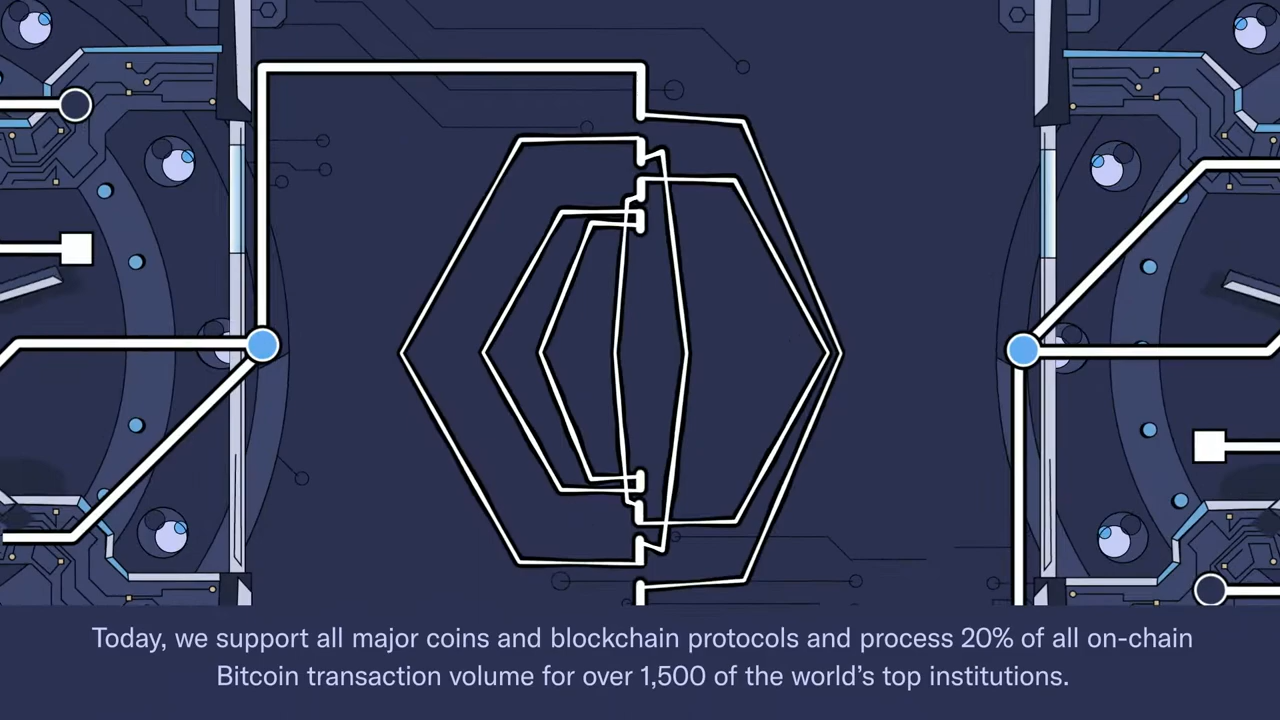 Today, we support all major coins and blockchain protocols and process 20% of all on-chain
Bitcoin transaction volume for over 1,500 of the world’s top institutions.